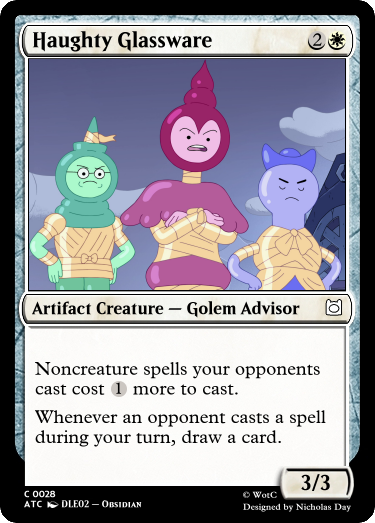 Haughty Glassware 2
Artifact Creature — Golem Advisor
Noncreature spells your opponents
cast cost 1 more to cast.
Whenever an opponent casts a spell
during your turn, draw a card.
3/3
C 0028
ATC DLE02 – Obsidian
© WotC
Designed by Nicholas Day